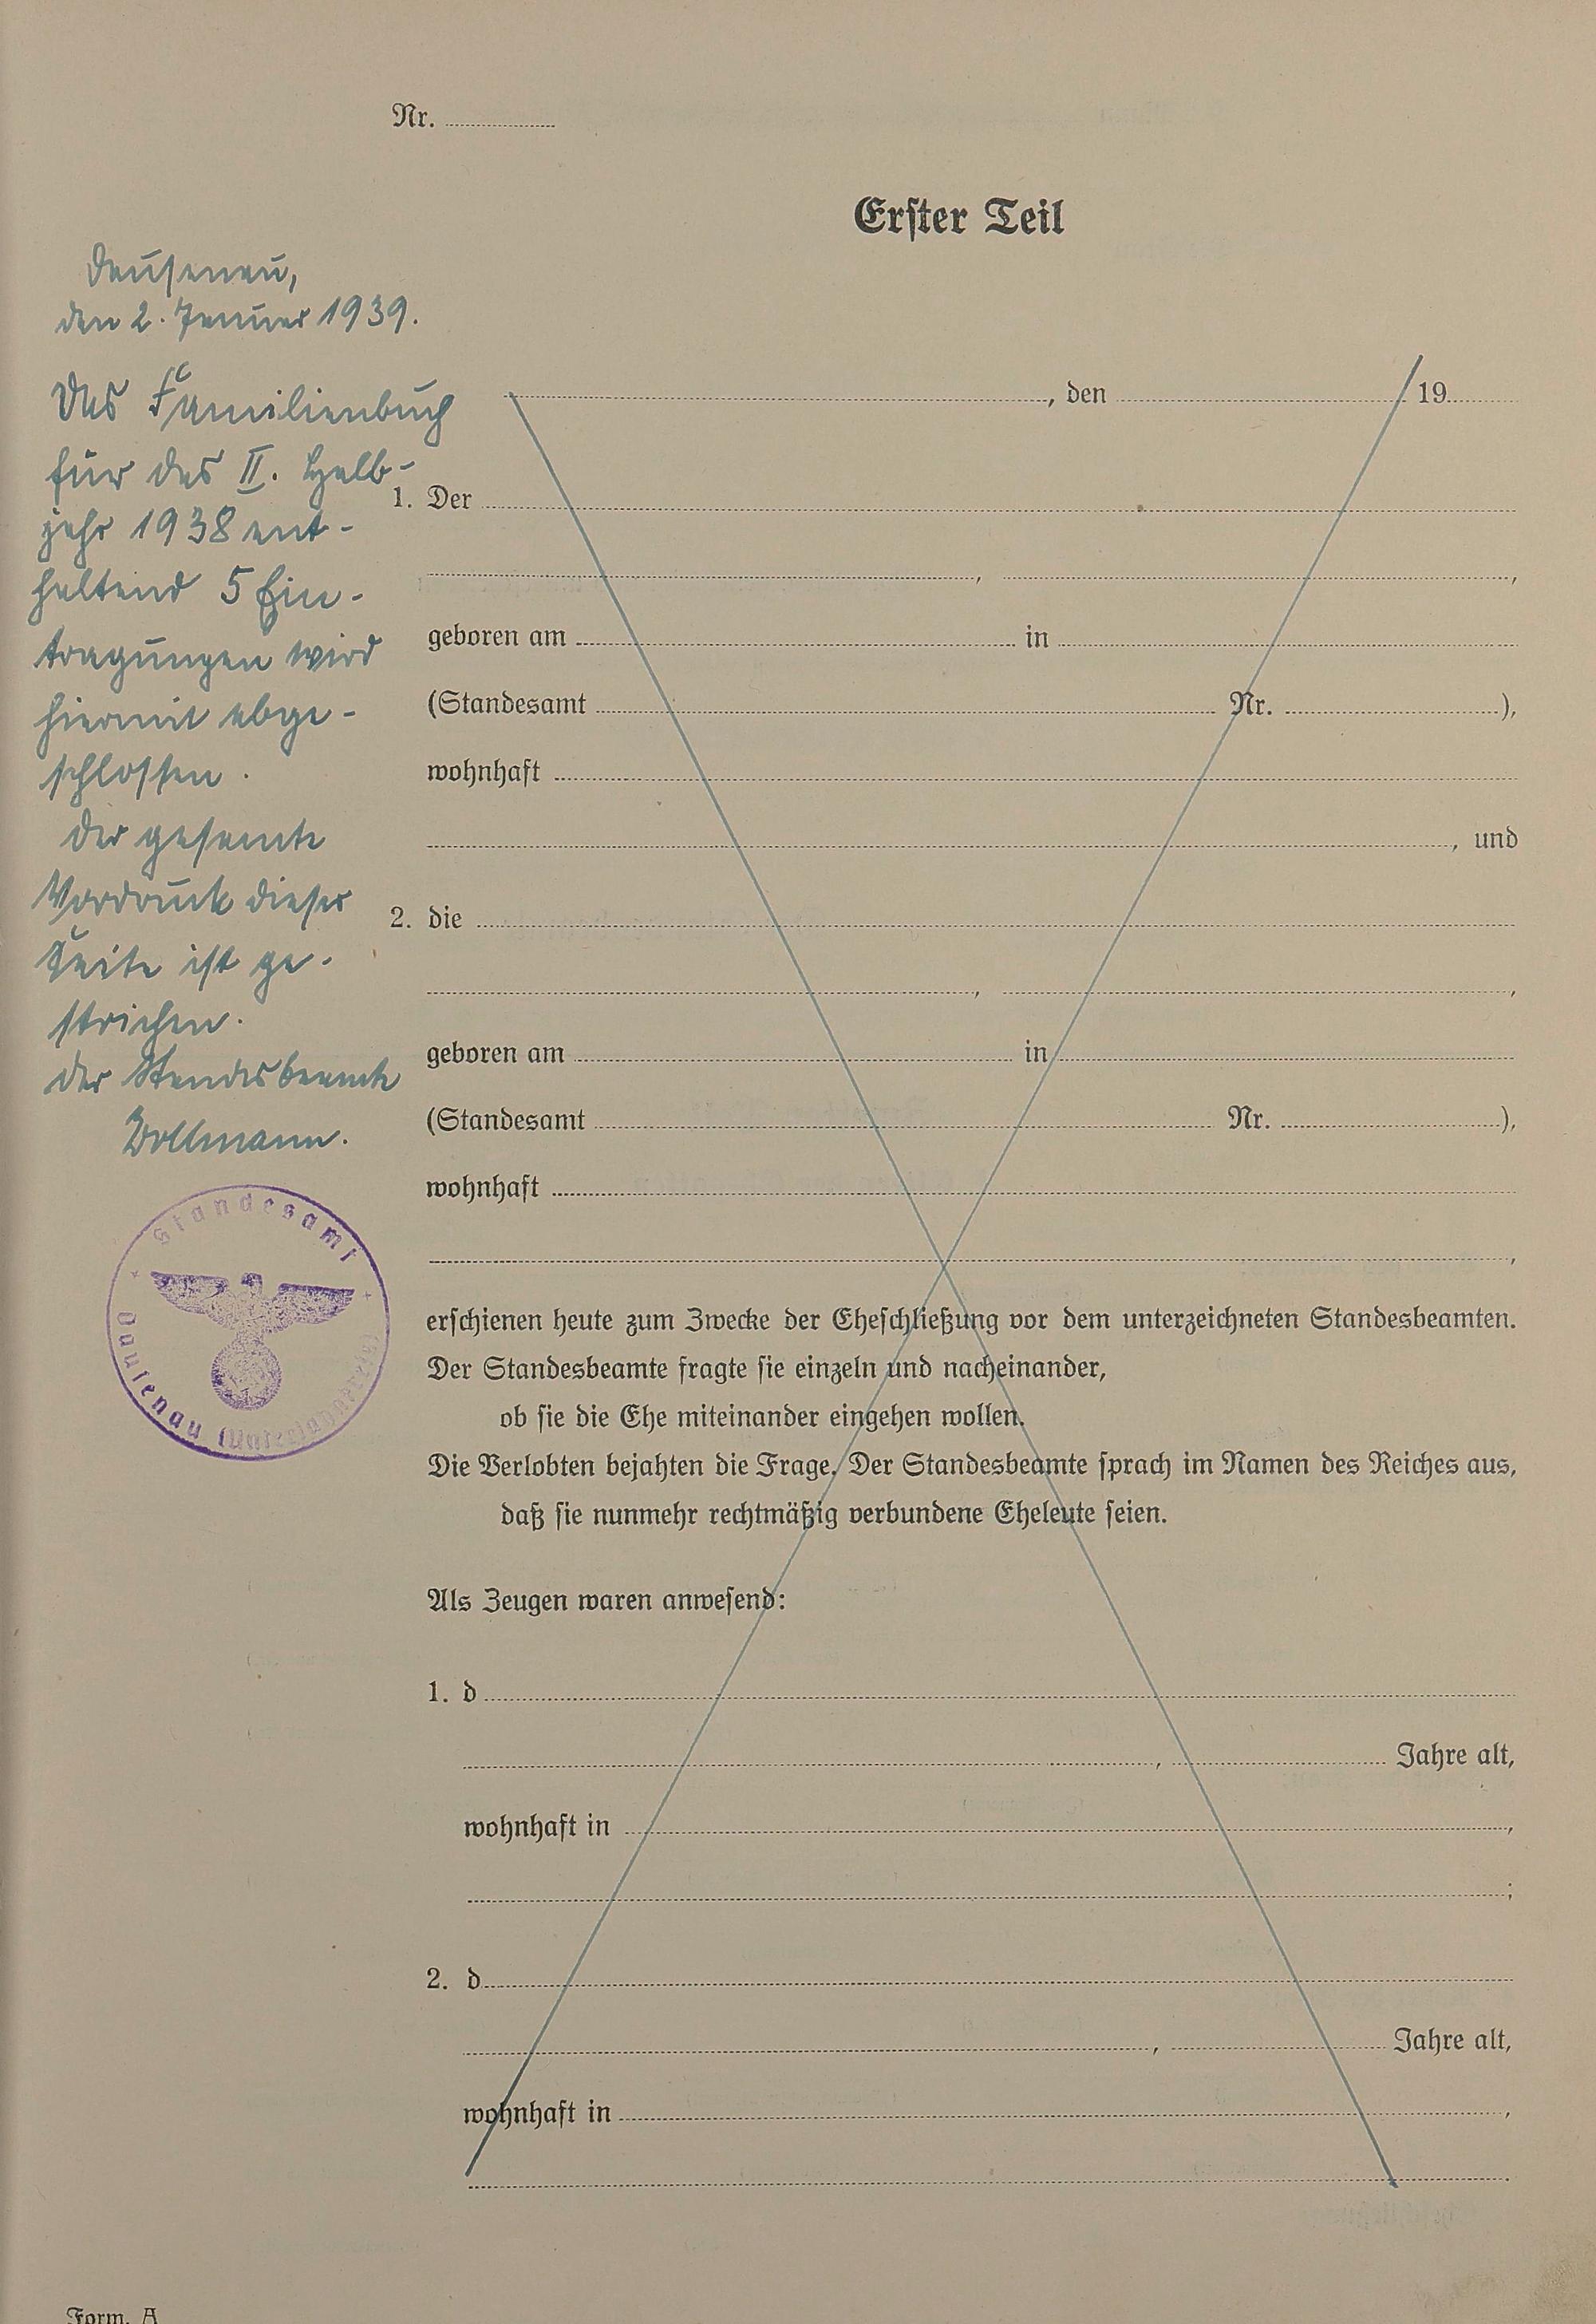 Nr.
Erster Teil
Dausenau,
den 2. Januar 1939.
Das Familienbuch
für das II. Halb-
jahr 1938 ent-
haltend 5 Ein-
tragungen wird
hiermit abge-
schlossen.
Der gesamte
Vordruck dieser
Seite ist ge-
strichen.
Der Standesbeamte
Zollmann.
Standesamt
Dausenau (Unterlahnkreis)
, den 19
1. Der
, ,
geboren am in
(Standesamt Nr. ),
wohnhaft
, und
2. die
, ,
geboren am in
(Standesamt Nr. ),
wohnhaft
,
erschienen heute zum Zwecke der Eheschließung vor dem unterzeichneten Standesbeamten.
Der Standesbeamte fragte sie einzeln und nacheinander,
ob sie die Ehe miteinander eingehen wollen.
Die Verlobten bejahten die Frage. Der Standesbeamte sprach im Namen des Reiches aus,
daß sie nunmehr rechtmäßig verbundene Eheleute seien.
Als Zeugen waren anwesend:
1. d
, Jahre alt,
wohnhaft in ,
;
2. d
, Jahre alt,
wohnhaft in ,
.
Form. A